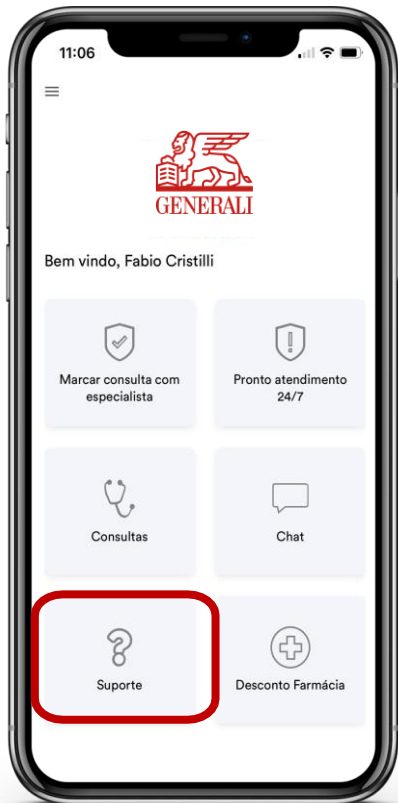 11:06
GENERALI
Bem vindo, Fabio Cristilli
Marcar consulta com
especialista
Pronto atendimento
24/7
Consultas
Chat
Suporte
Desconto Farmácia